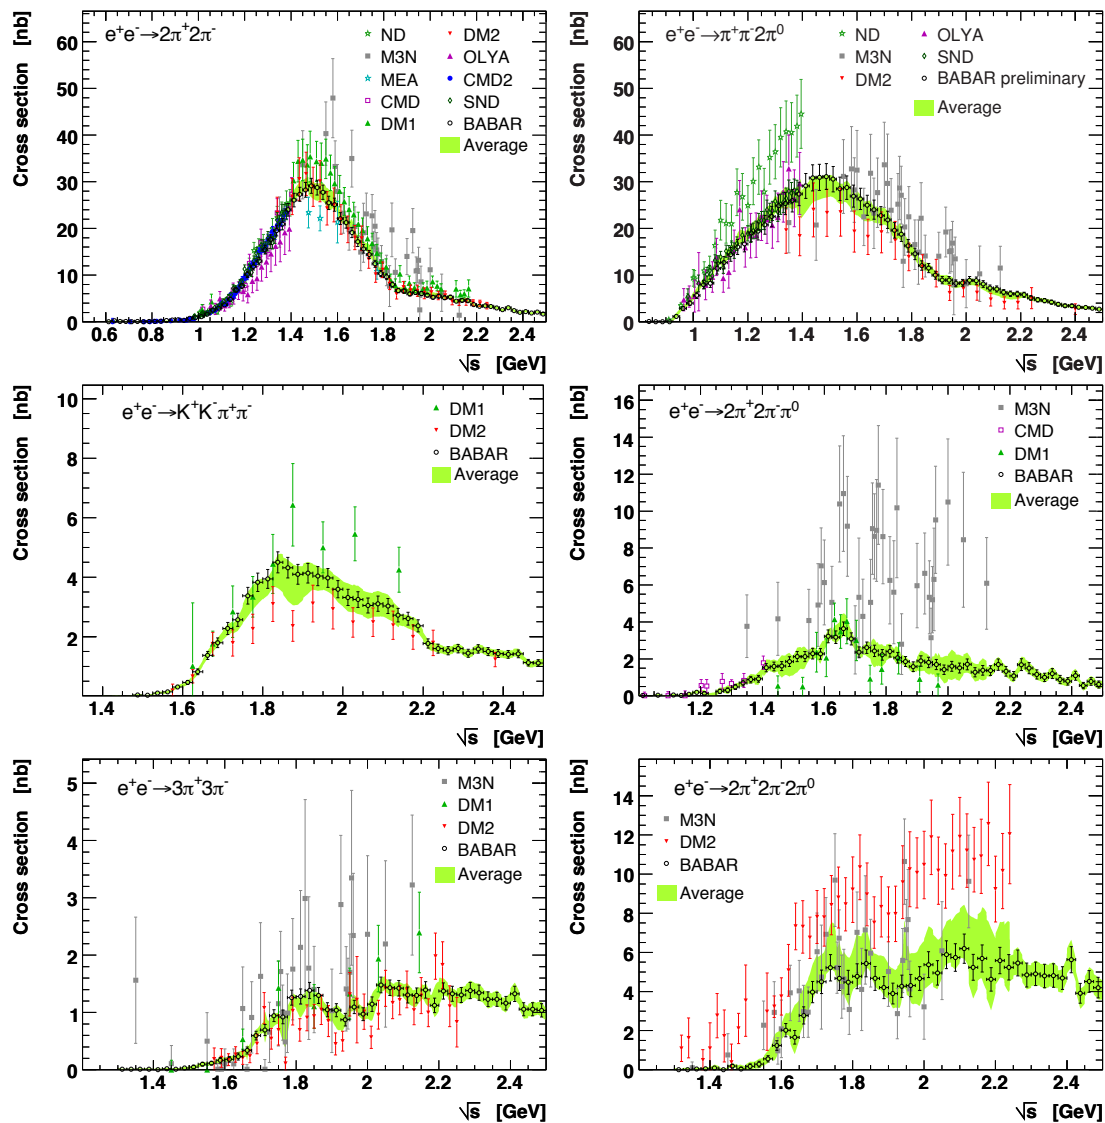 Cross section [nb]
e⁺e⁻→2π⁺2π⁻
ND
M3N
MEA
CMD
DM1
DM2
OLYA
CMD2
SND
BABAR
Average
60
50
40
30
20
10
0
0.6 0.8 1 1.2 1.4 1.6 1.8 2 2.2 2.4
√s [GeV]
Cross section [nb]
e⁺e⁻→π⁺π⁻2π⁰
ND
M3N
DM2
OLYA
SND
BABAR preliminary
Average
60
50
40
30
20
10
0
1 1.2 1.4 1.6 1.8 2 2.2 2.4
√s [GeV]
Cross section [nb]
e⁺e⁻→K⁺K⁻π⁺π⁻
DM1
DM2
BABAR
Average
10
8
6
4
2
1.4 1.6 1.8 2 2.2 2.4
√s [GeV]
Cross section [nb]
e⁺e⁻→2π⁺2π⁻π⁰
M3N
CMD
DM1
BABAR
Average
16
14
12
10
8
6
4
2
0
1.2 1.4 1.6 1.8 2 2.2 2.4
√s [GeV]
Cross section [nb]
e⁺e⁻→3π⁺3π⁻
M3N
DM1
DM2
BABAR
Average
5
4
3
2
1
0
1.4 1.6 1.8 2 2.2 2.4
√s [GeV]
Cross section [nb]
e⁺e⁻→2π⁺2π⁻2π⁰
M3N
DM2
BABAR
Average
14
12
10
8
6
4
2
0
1.4 1.6 1.8 2 2.2 2.4
√s [GeV]